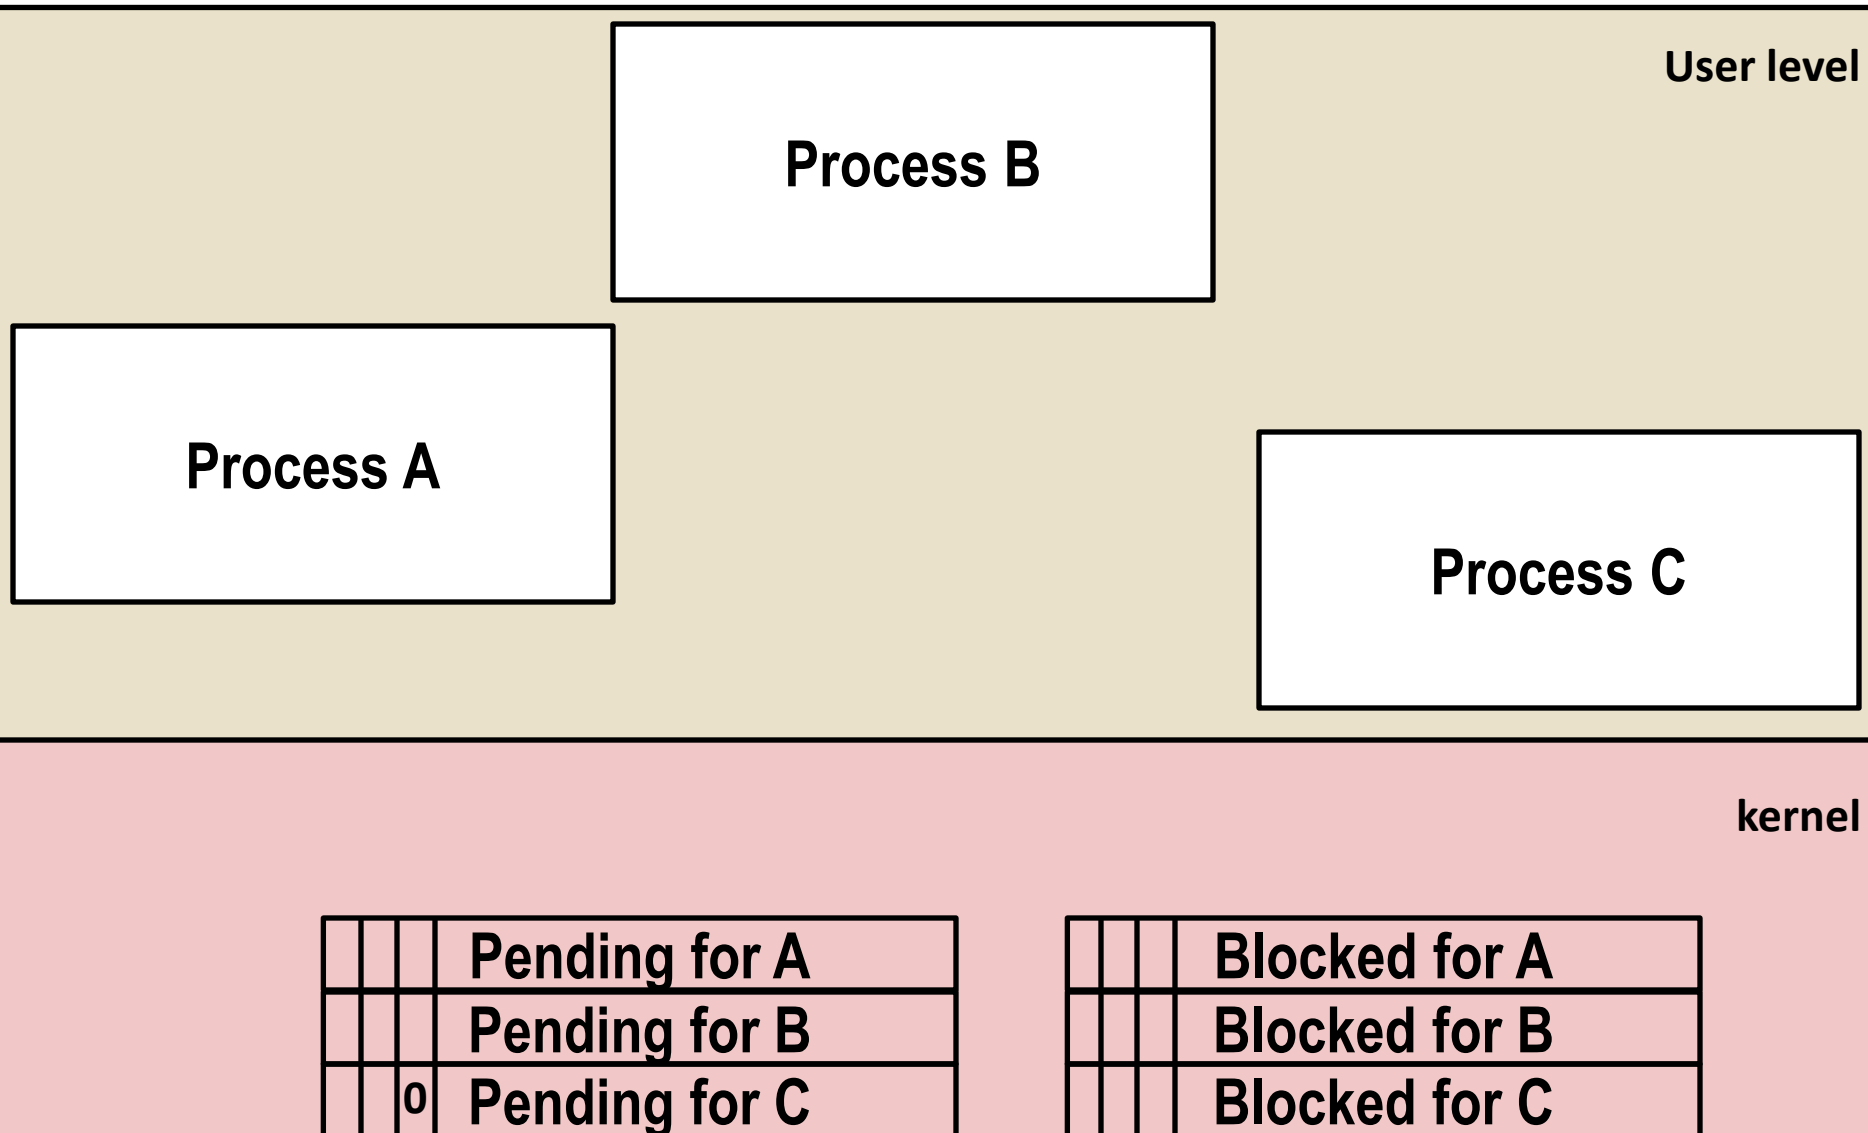 User level
Process B
Process A
Process C
kernel
Pending for A
Blocked for A
Pending for B
Blocked for B
0 Pending for C
Blocked for C